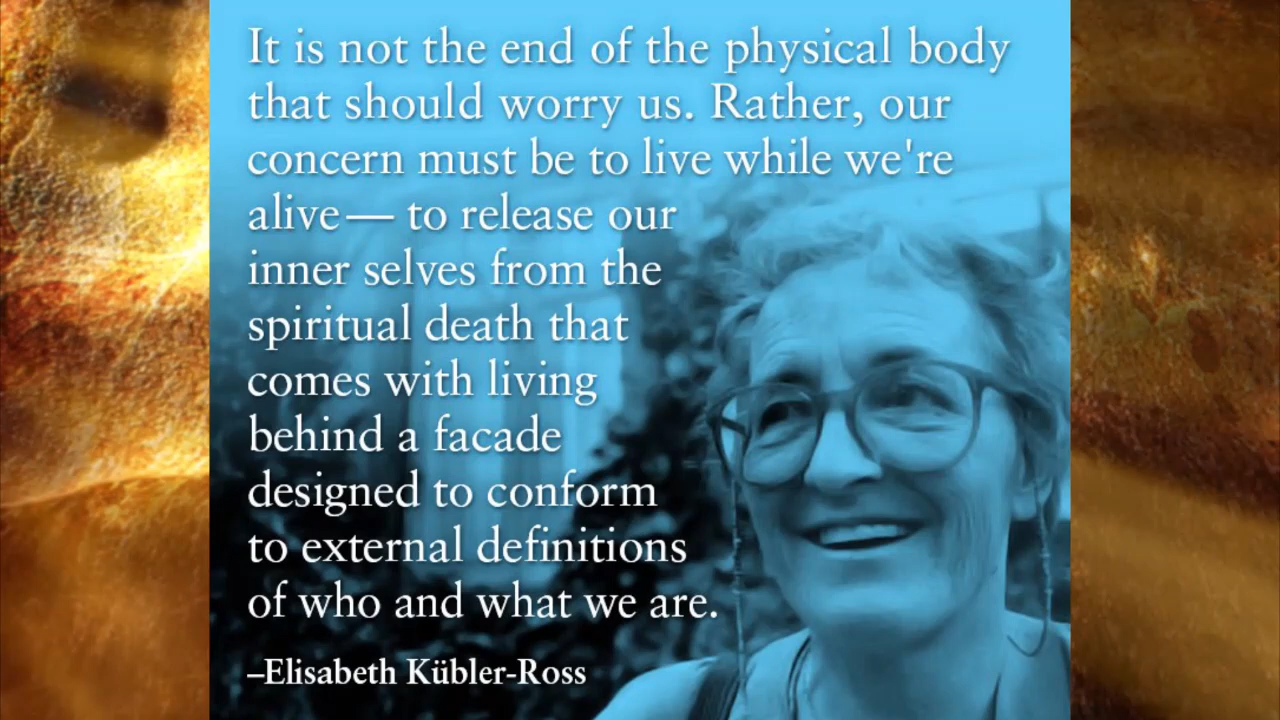 It is not the end of the physical body
that should worry us. Rather, our
concern must be to live while we're
alive— to release our
inner selves from the
spiritual death that
comes with living
behind a facade
designed to conform
to external definitions
of who and what we are.
–Elisabeth Kübler-Ross